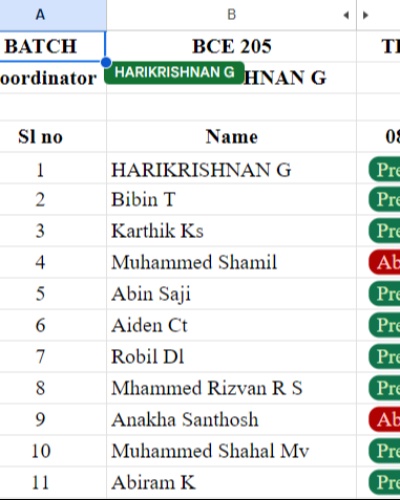 A B
BATCH BCE 205
oordinator HARIKRISHNAN G HNAN G
Sl no Name 08
1 HARIKRISHNAN G Pre
2 Bibin T Pre
3 Karthik Ks Pre
4 Muhammed Shamil Ab
5 Abin Saji Pre
6 Aiden Ct Pre
7 Robil Dl Pre
8 Mhammed Rizvan R S Pre
9 Anakha Santhosh Ab
10 Muhammed Shahal Mv Pre
11 Abiram K Pre